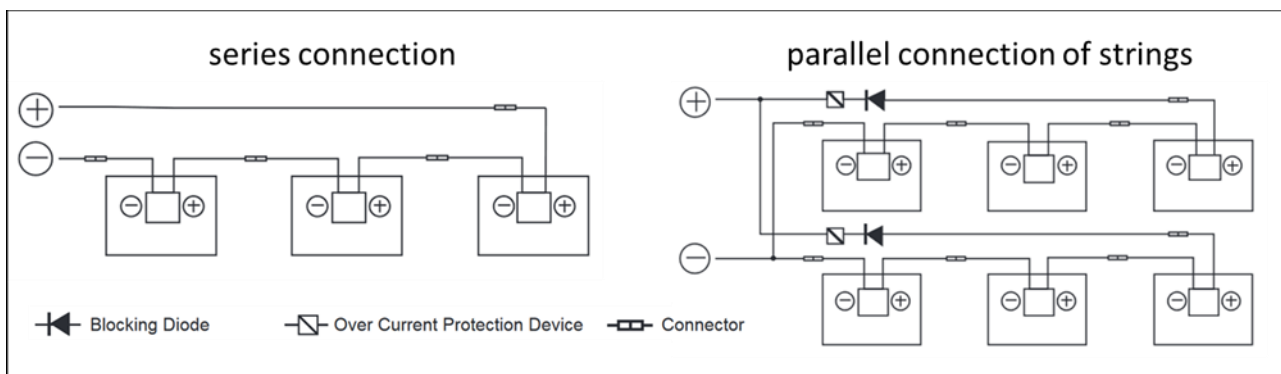 series connection
parallel connection of strings
Blocking Diode
Over Current Protection Device
Connector